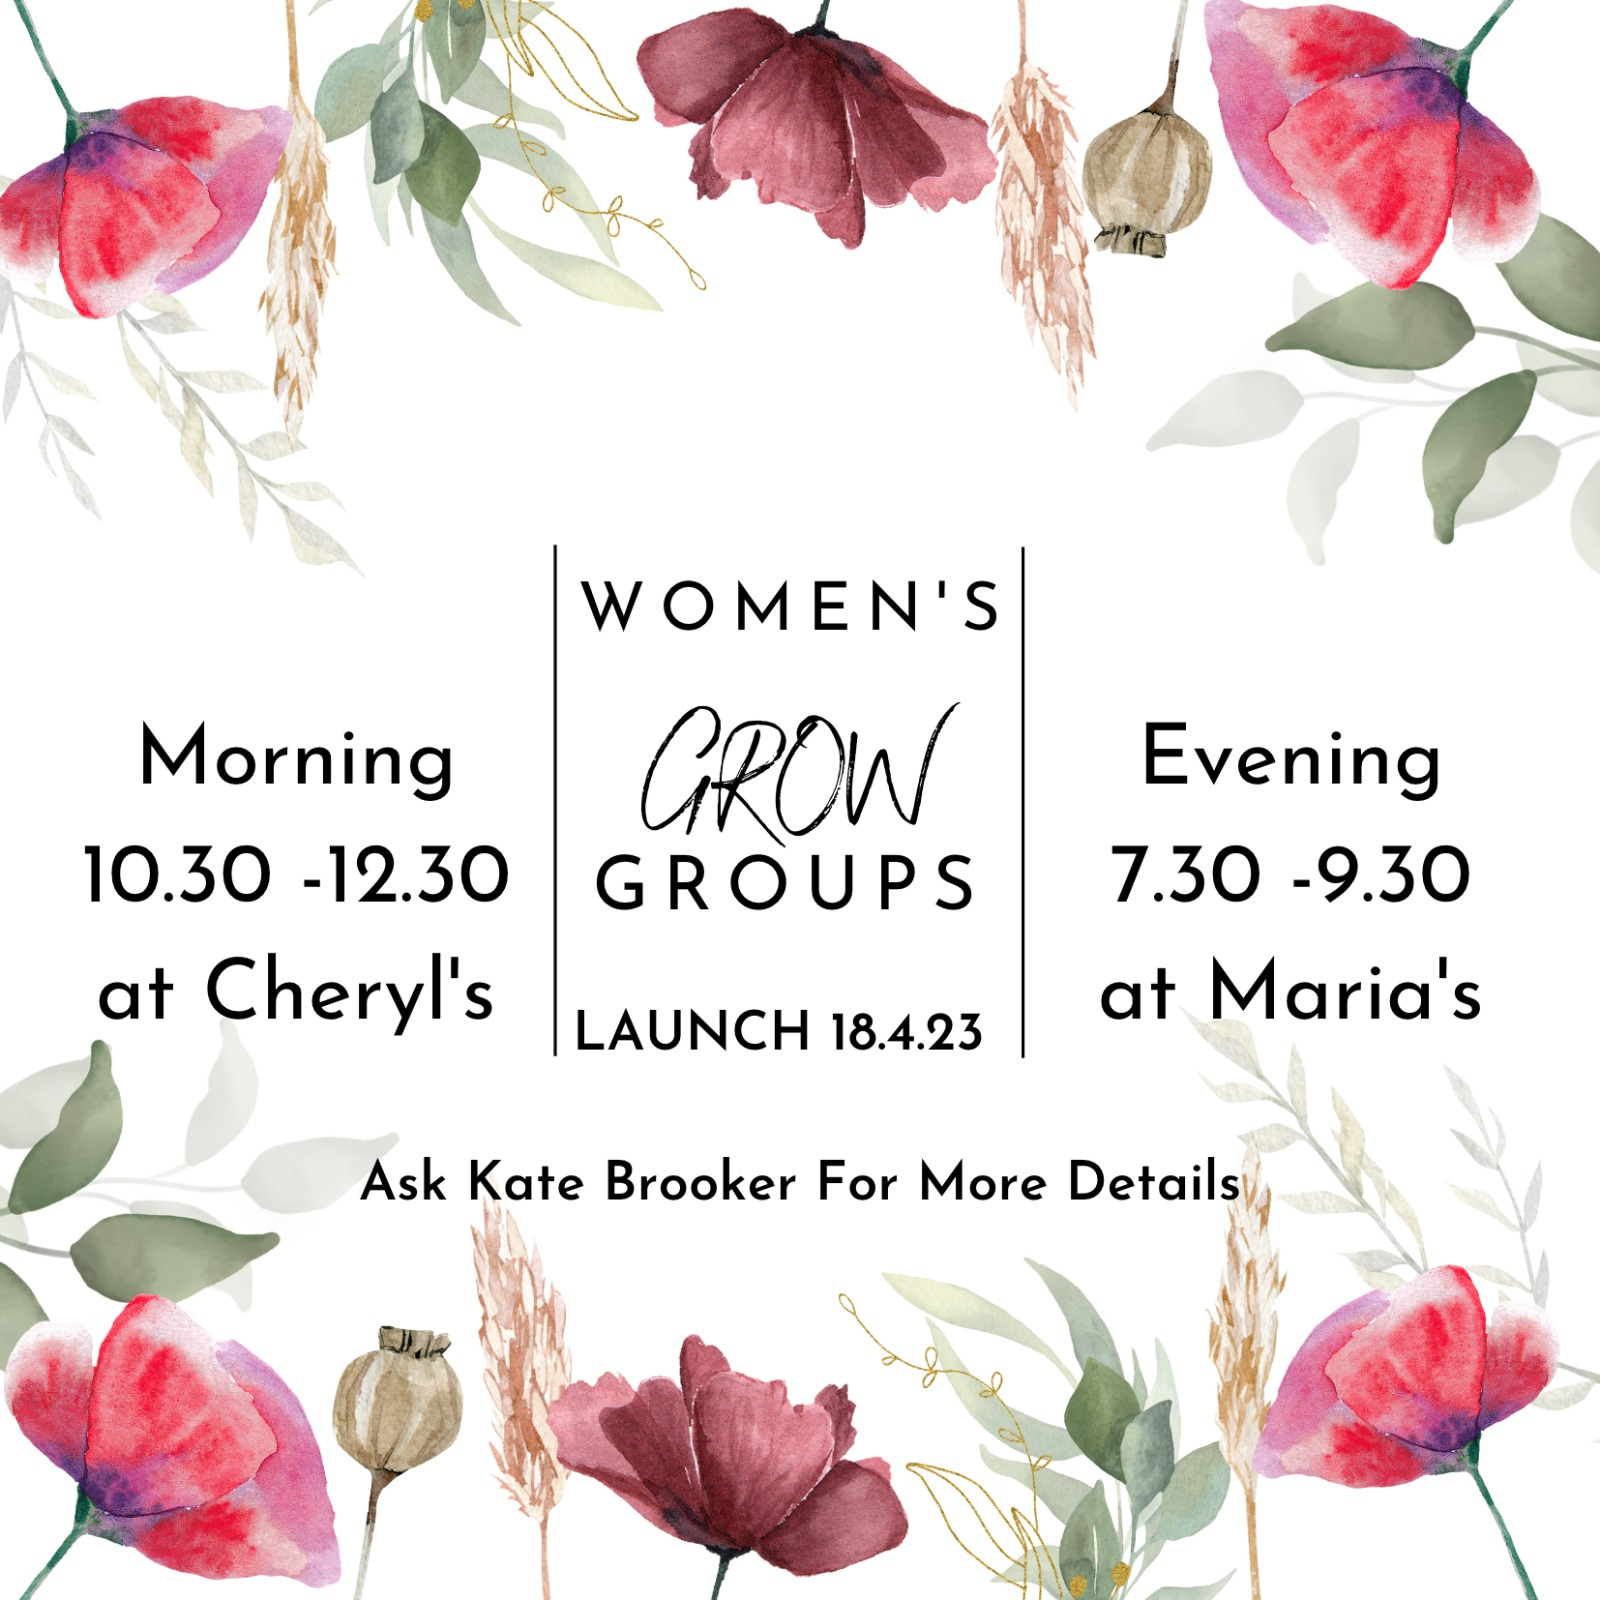 WOMEN'S
GROW
GROUPS
LAUNCH 18.4.23
Morning
10.30 -12.30
at Cheryl's
Evening
7.30 -9.30
at Maria's
Ask Kate Brooker For More Details